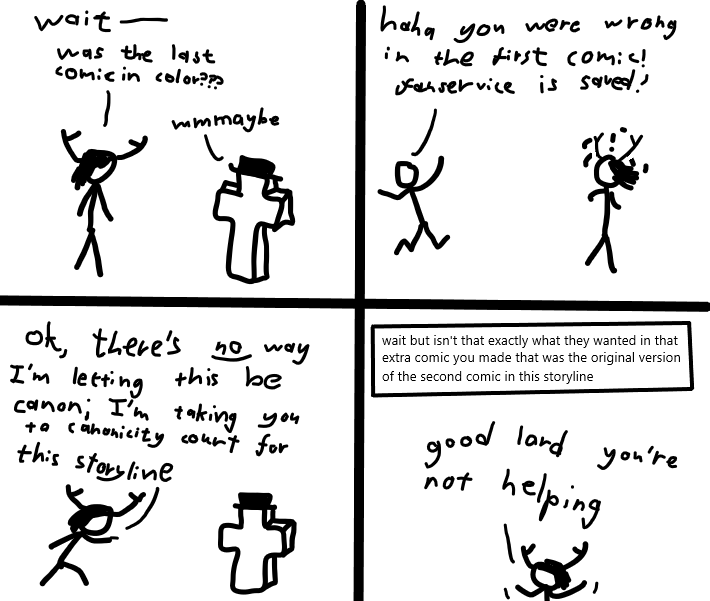 wait —
was the last
comic in color???
mmmaybe
haha you were wrong
in the first comic!
fanservice is saved!
ok, there's no way
I'm letting this be
canon; I'm taking you
to canonicity court for
this storyline
wait but isn't that exactly what they wanted in that
extra comic you made that was the original version
of the second comic in this storyline
good lard you're
not helping